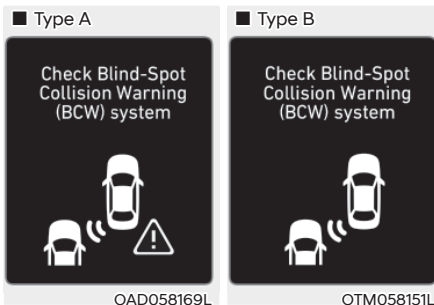 ■ Type A
Check Blind-Spot
Collision Warning
(BCW) system
OAD058169L
■ Type B
Check Blind-Spot
Collision Warning
(BCW) system
OTM058151L